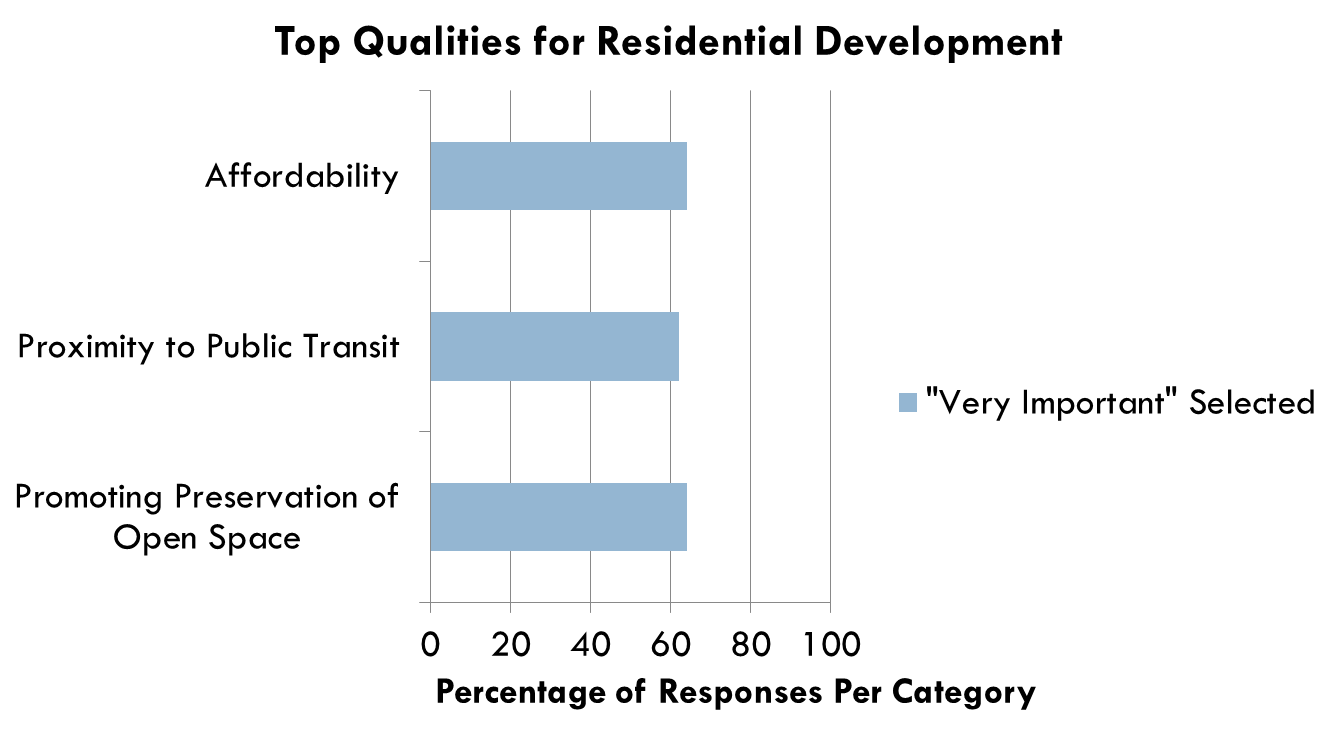 Top Qualities for Residential Development
Affordability
Proximity to Public Transit
Promoting Preservation of
Open Space
"Very Important" Selected
0 20 40 60 80 100
Percentage of Responses Per Category